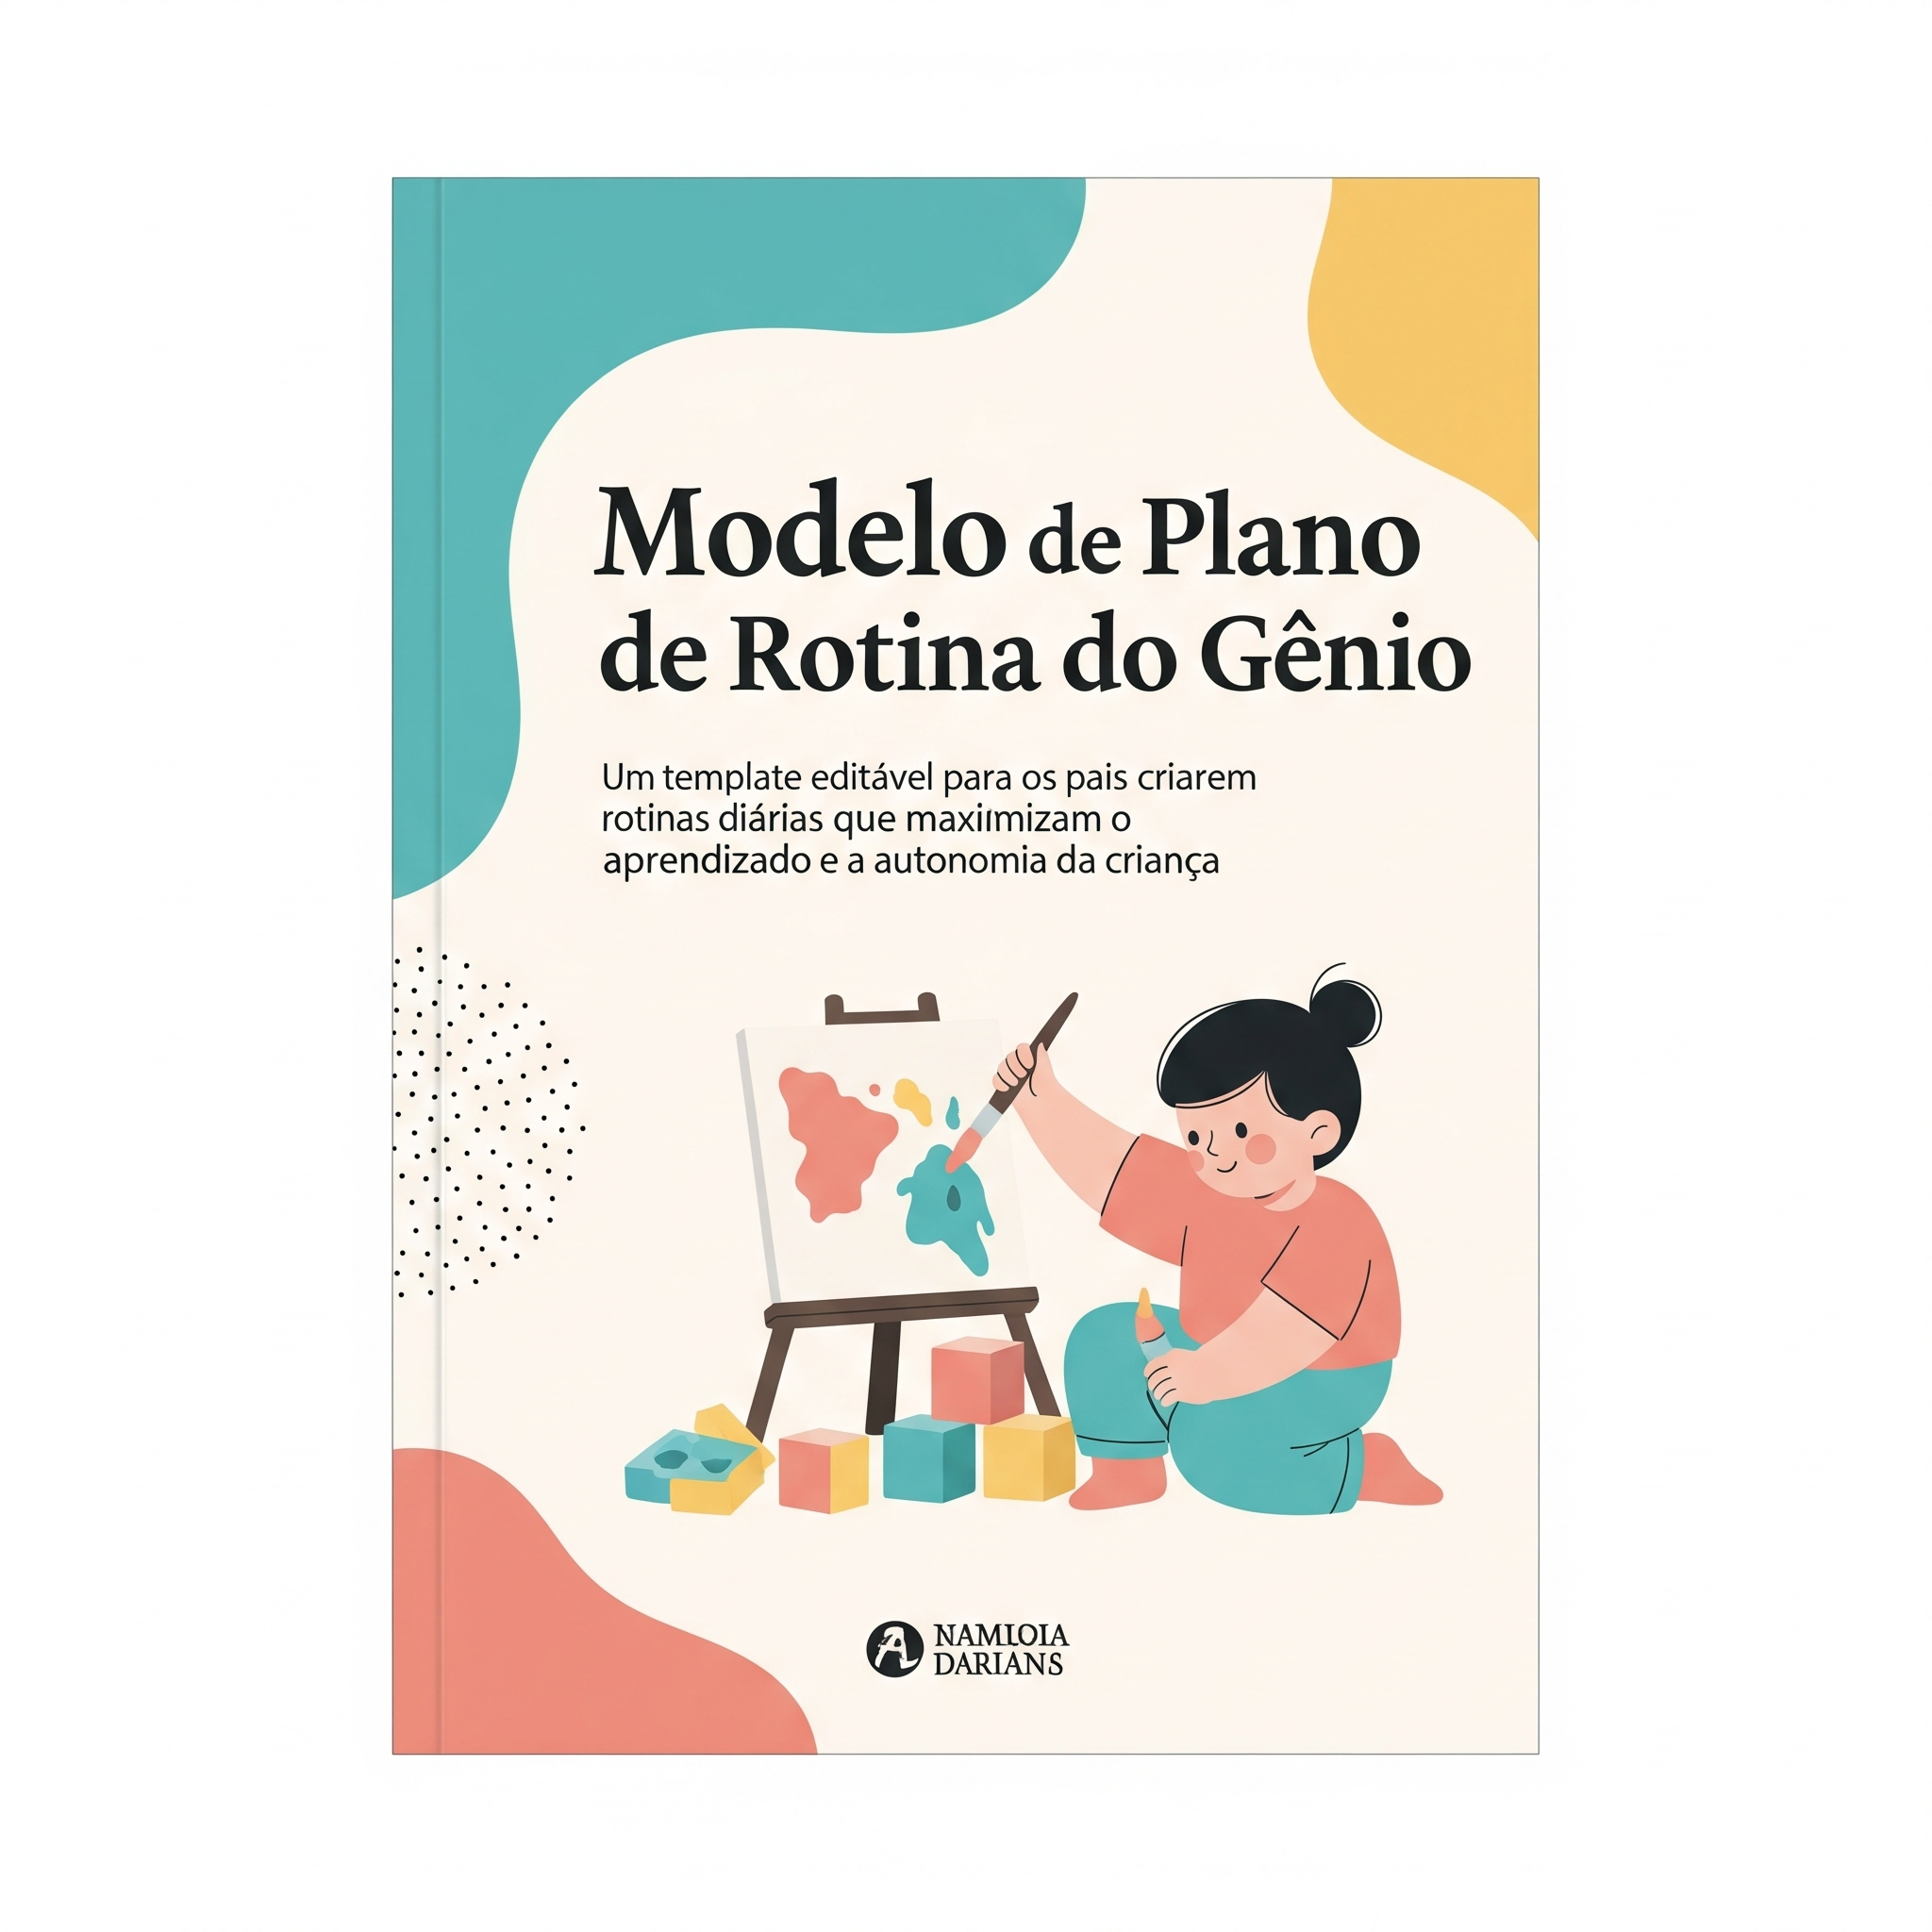 Modelo de Plano
de Rotina do Gênio
Um template editável para os pais criarem
rotinas diárias que maximizam o
aprendizado e a autonomia da criança
NAMLOIA
DARIANS